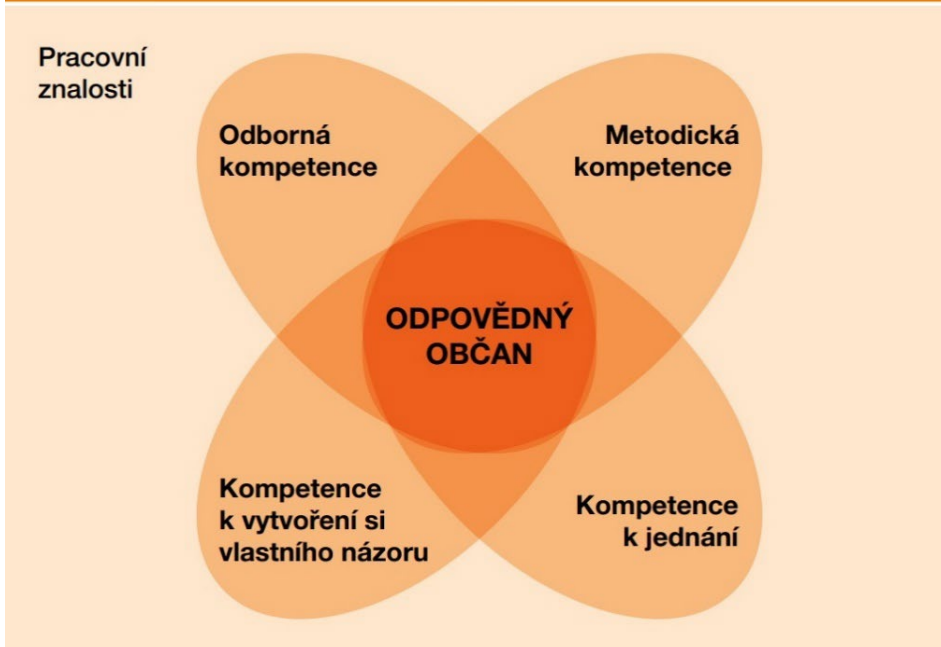 Pracovní
znalosti
Odborná
kompetence
Metodická
kompetence
ODPOVĚDNÝ
OBČAN
Kompetence
k vytvoření si
vlastního názoru
Kompetence
k jednání